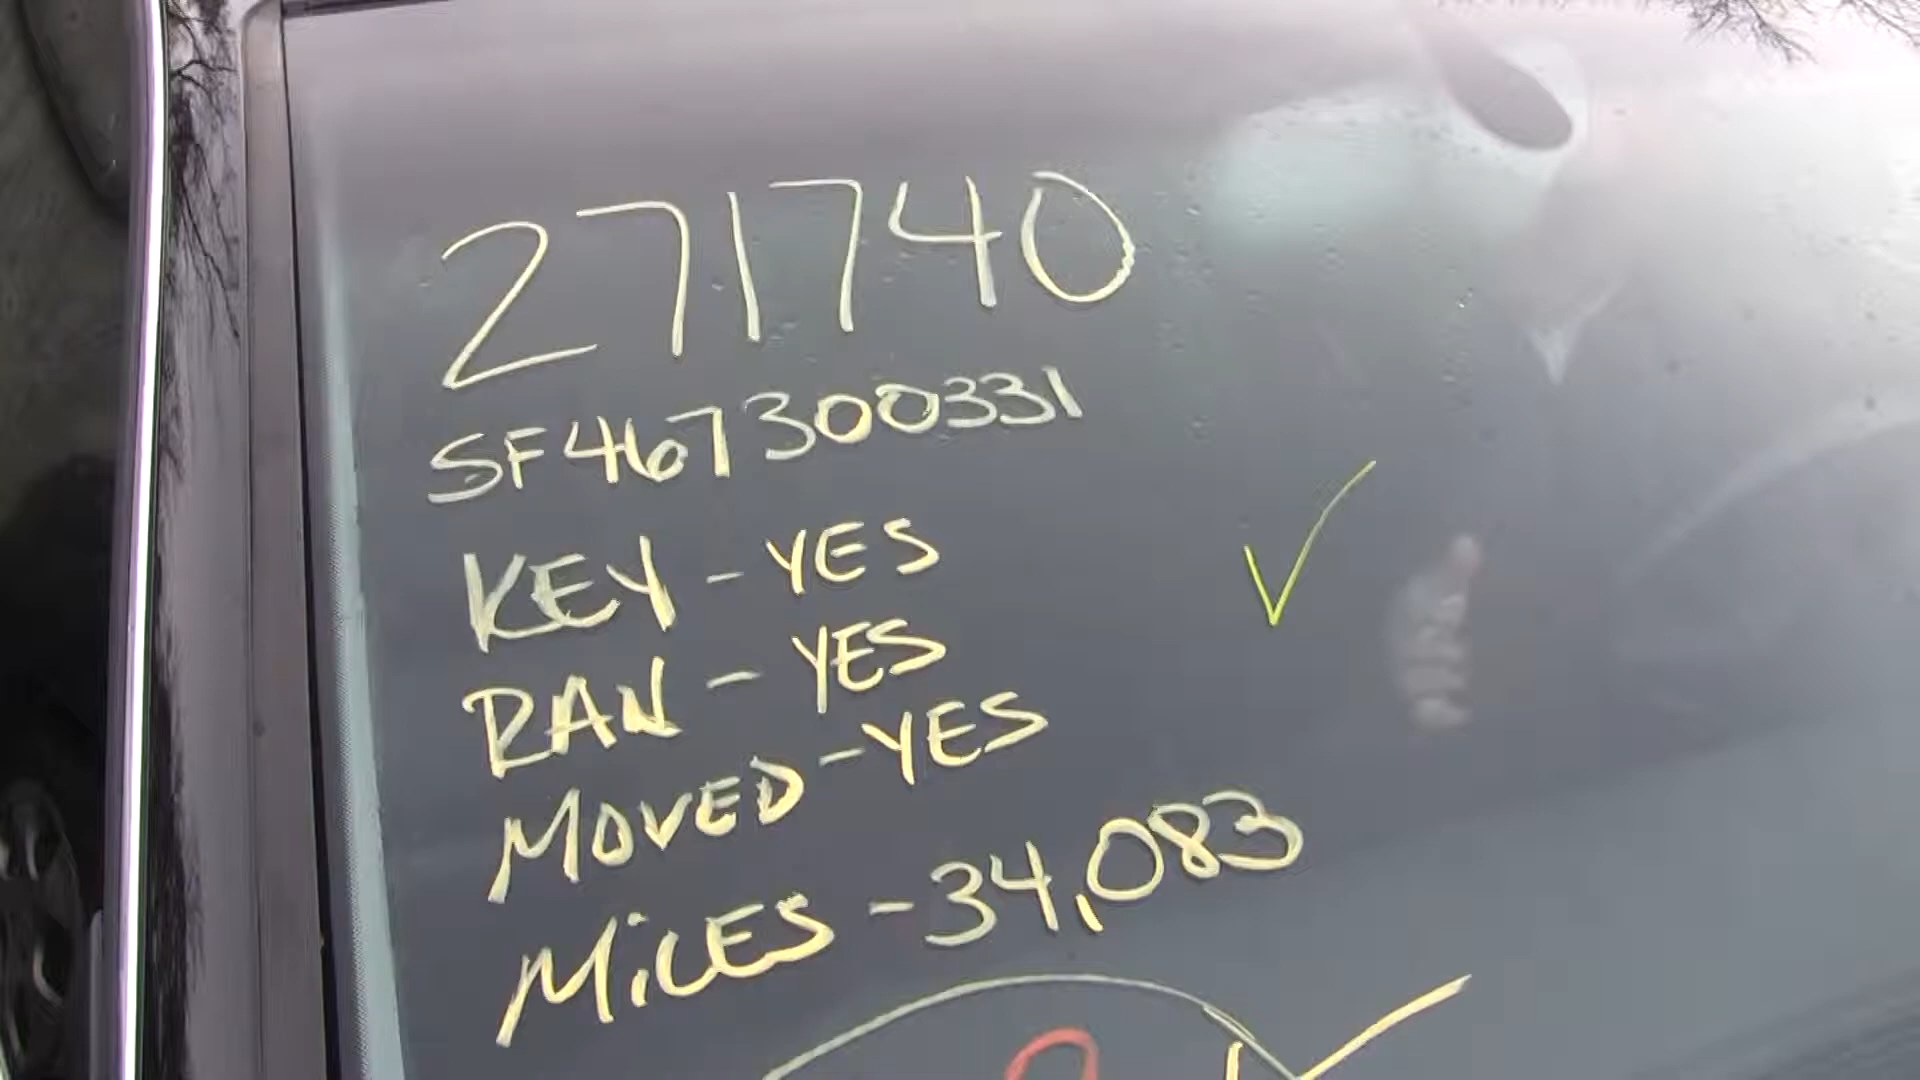 271740
SF467300331
KEY - YES
RAN - YES
MOVED - YES
MiLES - 34,083